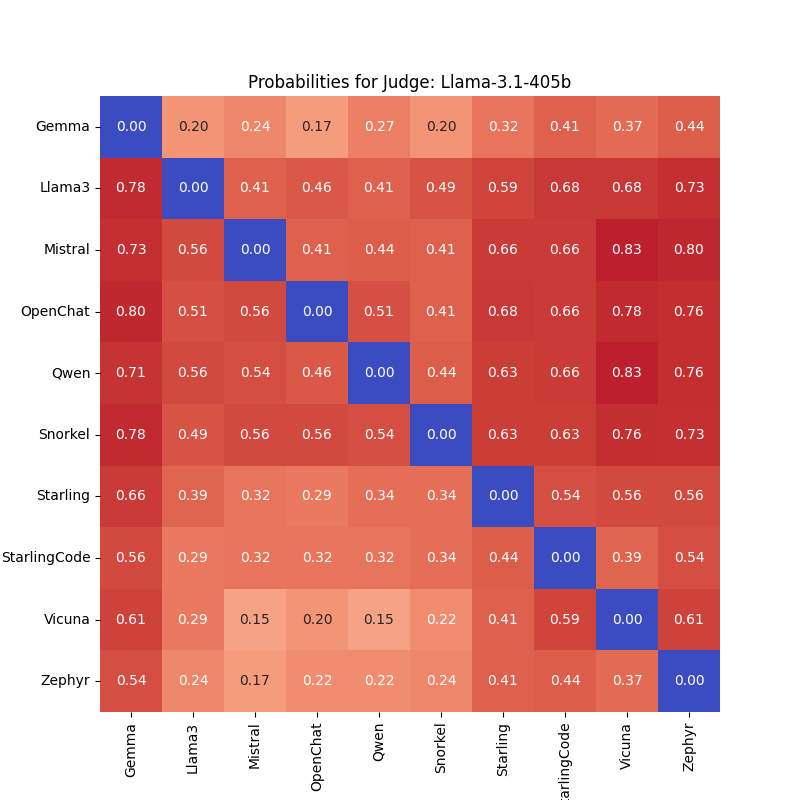 Probabilities for Judge: Llama-3.1-405b
Gemma 0.00 0.20 0.24 0.17 0.27 0.20 0.32 0.41 0.37 0.44
Llama3 0.78 0.00 0.41 0.46 0.41 0.49 0.59 0.68 0.68 0.73
Mistral 0.73 0.56 0.00 0.41 0.44 0.41 0.66 0.66 0.83 0.80
OpenChat 0.80 0.51 0.56 0.00 0.51 0.41 0.68 0.66 0.78 0.76
Qwen 0.71 0.56 0.54 0.46 0.00 0.44 0.63 0.66 0.83 0.76
Snorkel 0.78 0.49 0.56 0.56 0.54 0.00 0.63 0.63 0.76 0.73
Starling 0.66 0.39 0.32 0.29 0.34 0.34 0.00 0.54 0.56 0.56
StarlingCode 0.56 0.29 0.32 0.32 0.32 0.34 0.44 0.00 0.39 0.54
Vicuna 0.61 0.29 0.15 0.20 0.15 0.22 0.41 0.59 0.00 0.61
Zephyr 0.54 0.24 0.17 0.22 0.22 0.24 0.41 0.44 0.37 0.00
Gemma Llama3 Mistral OpenChat Qwen Snorkel Starling arlingCode Vicuna Zephyr